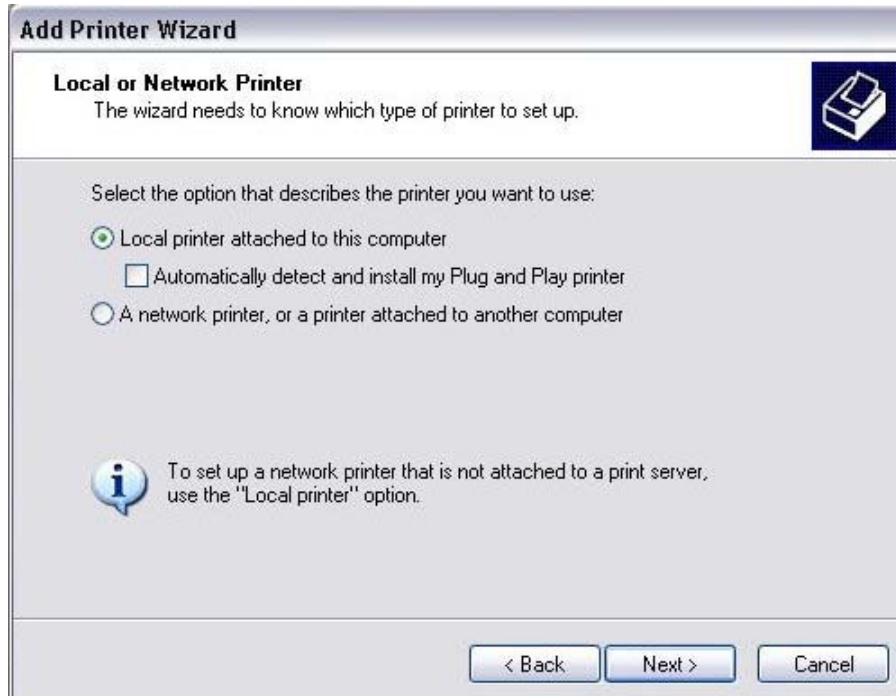 Add Printer Wizard
Local or Network Printer
The wizard needs to know which type of printer to set up.
Select the option that describes the printer you want to use:
Local printer attached to this computer
Automatically detect and install my Plug and Play printer
A network printer, or a printer attached to another computer
To set up a network printer that is not attached to a print server,
use the "Local printer" option.
< Back
Next >
Cancel